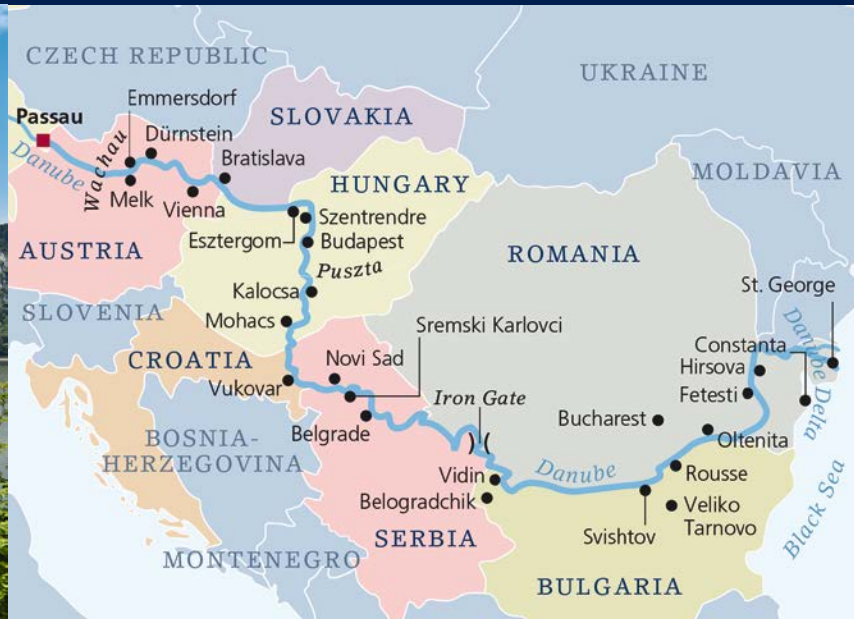 CZECH REPUBLIC
UKRAINE
Emmersdorf
Passau
Dürnstein
SLOVAKIA
Danube
Wachau
Bratislava
MOLDAVIA
HUNGARY
Melk
Vienna
Szentrendre
Esztergom
Budapest
AUSTRIA
ROMANIA
Puszta
St. George
Kalocsa
SLOVENIA
Mohacs
Sremski Karlovci
Danube Delta
Constanta
CROATIA
Novi Sad
Hirsova
Vukovar
Iron Gate
Fetesti
Bucharest
BOSNIA-
HERZEGOVINA
Belgrade
Oltenita
Vidin
Danube
Rousse
Belogradchik
Black Sea
Veliko
Tarnovo
SERBIA
Svishtov
MONTENEGRO
BULGARIA